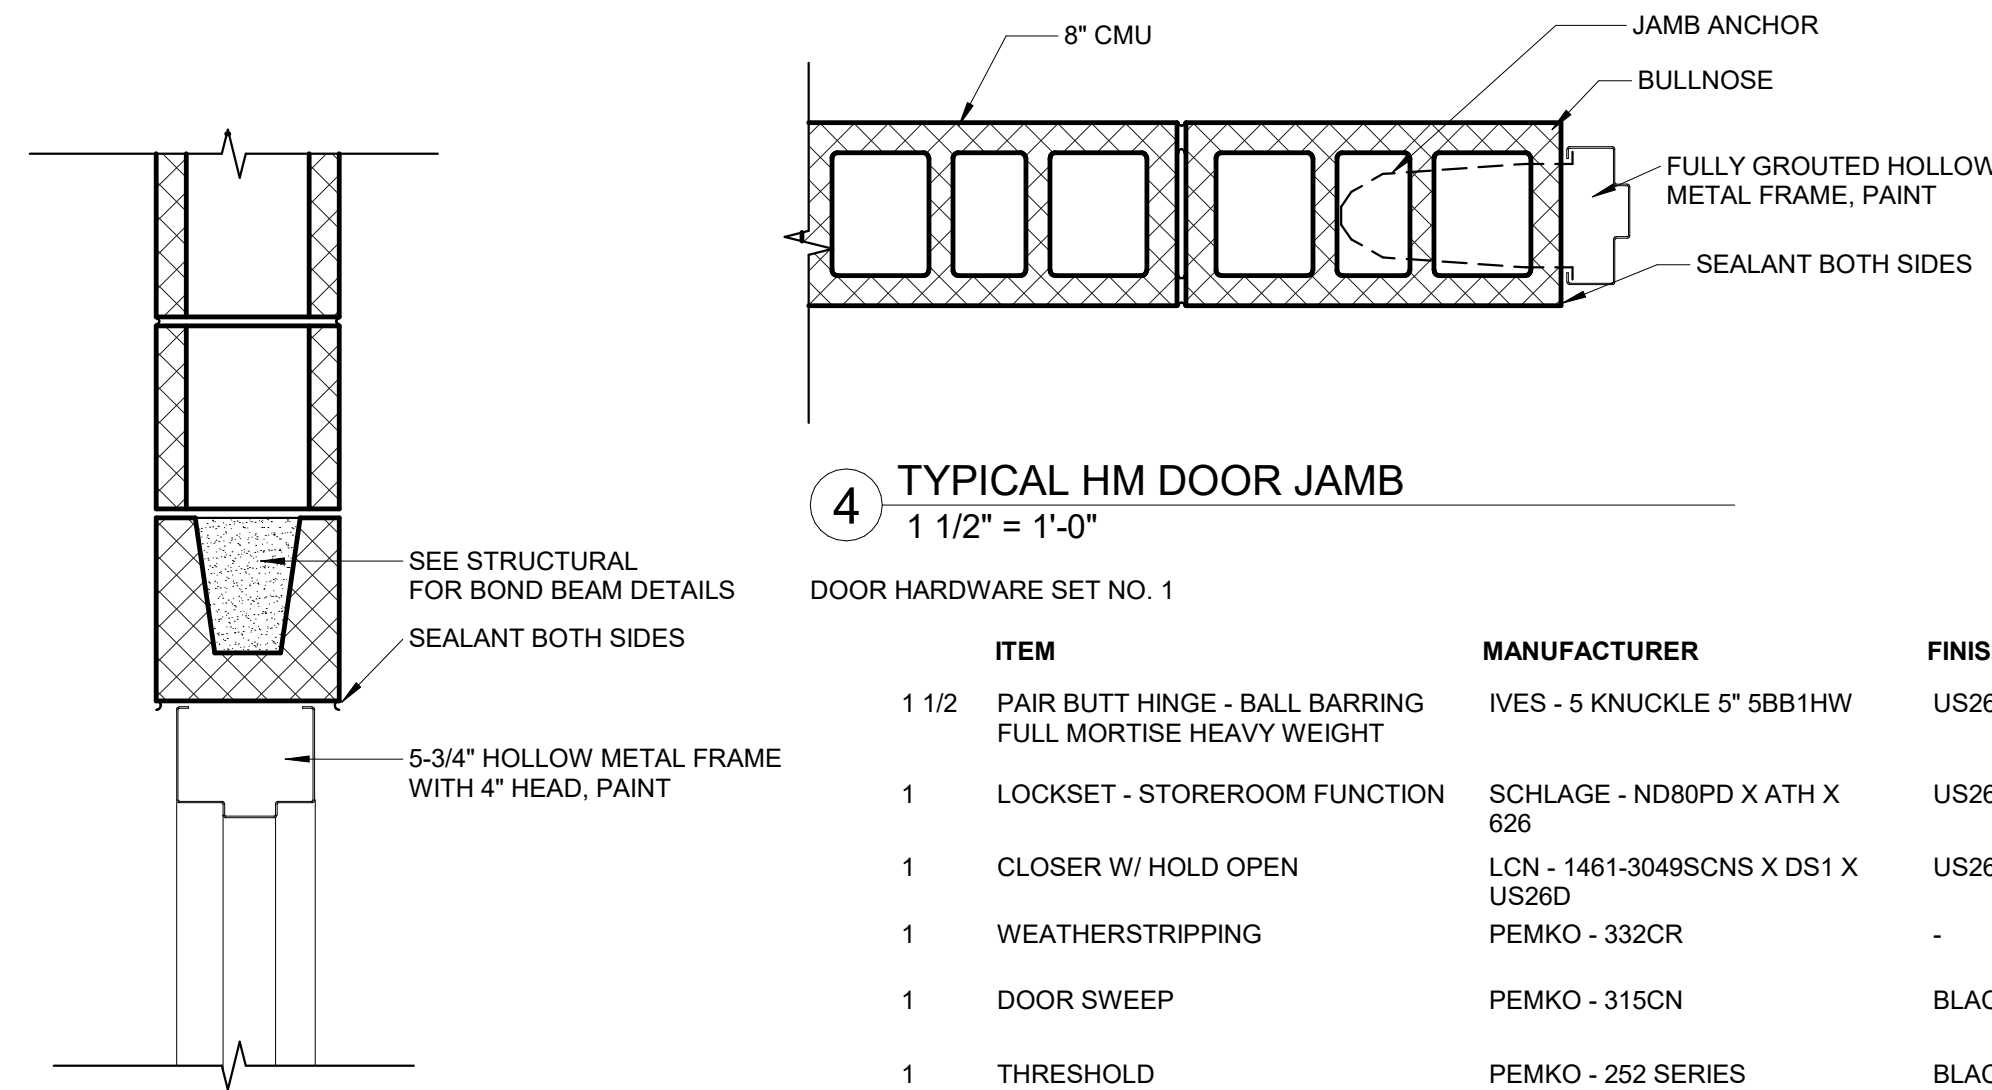 8" CMU
JAMB ANCHOR
BULLNOSE
FULLY GROUTED HOLLOW
METAL FRAME, PAINT
SEALANT BOTH SIDES
4 TYPICAL HM DOOR JAMB
1 1/2" = 1'-0"
SEE STRUCTURAL
FOR BOND BEAM DETAILS
SEALANT BOTH SIDES
5-3/4" HOLLOW METAL FRAME
WITH 4" HEAD, PAINT
DOOR HARDWARE SET NO. 1
ITEM MANUFACTURER
1 1/2 PAIR BUTT HINGE - BALL BARRING IVES - 5 KNUCKLE 5" 5BB1HW
FULL MORTISE HEAVY WEIGHT
1 LOCKSET - STOREROOM FUNCTION SCHLAGE - ND80PD X ATH X
626
1 CLOSER W/ HOLD OPEN LCN - 1461-3049SCNS X DS1 X
US26D
1 WEATHERSTRIPPING PEMKO - 332CR -
1 DOOR SWEEP PEMKO - 315CN
1 THRESHOLD PEMKO - 252 SERIES